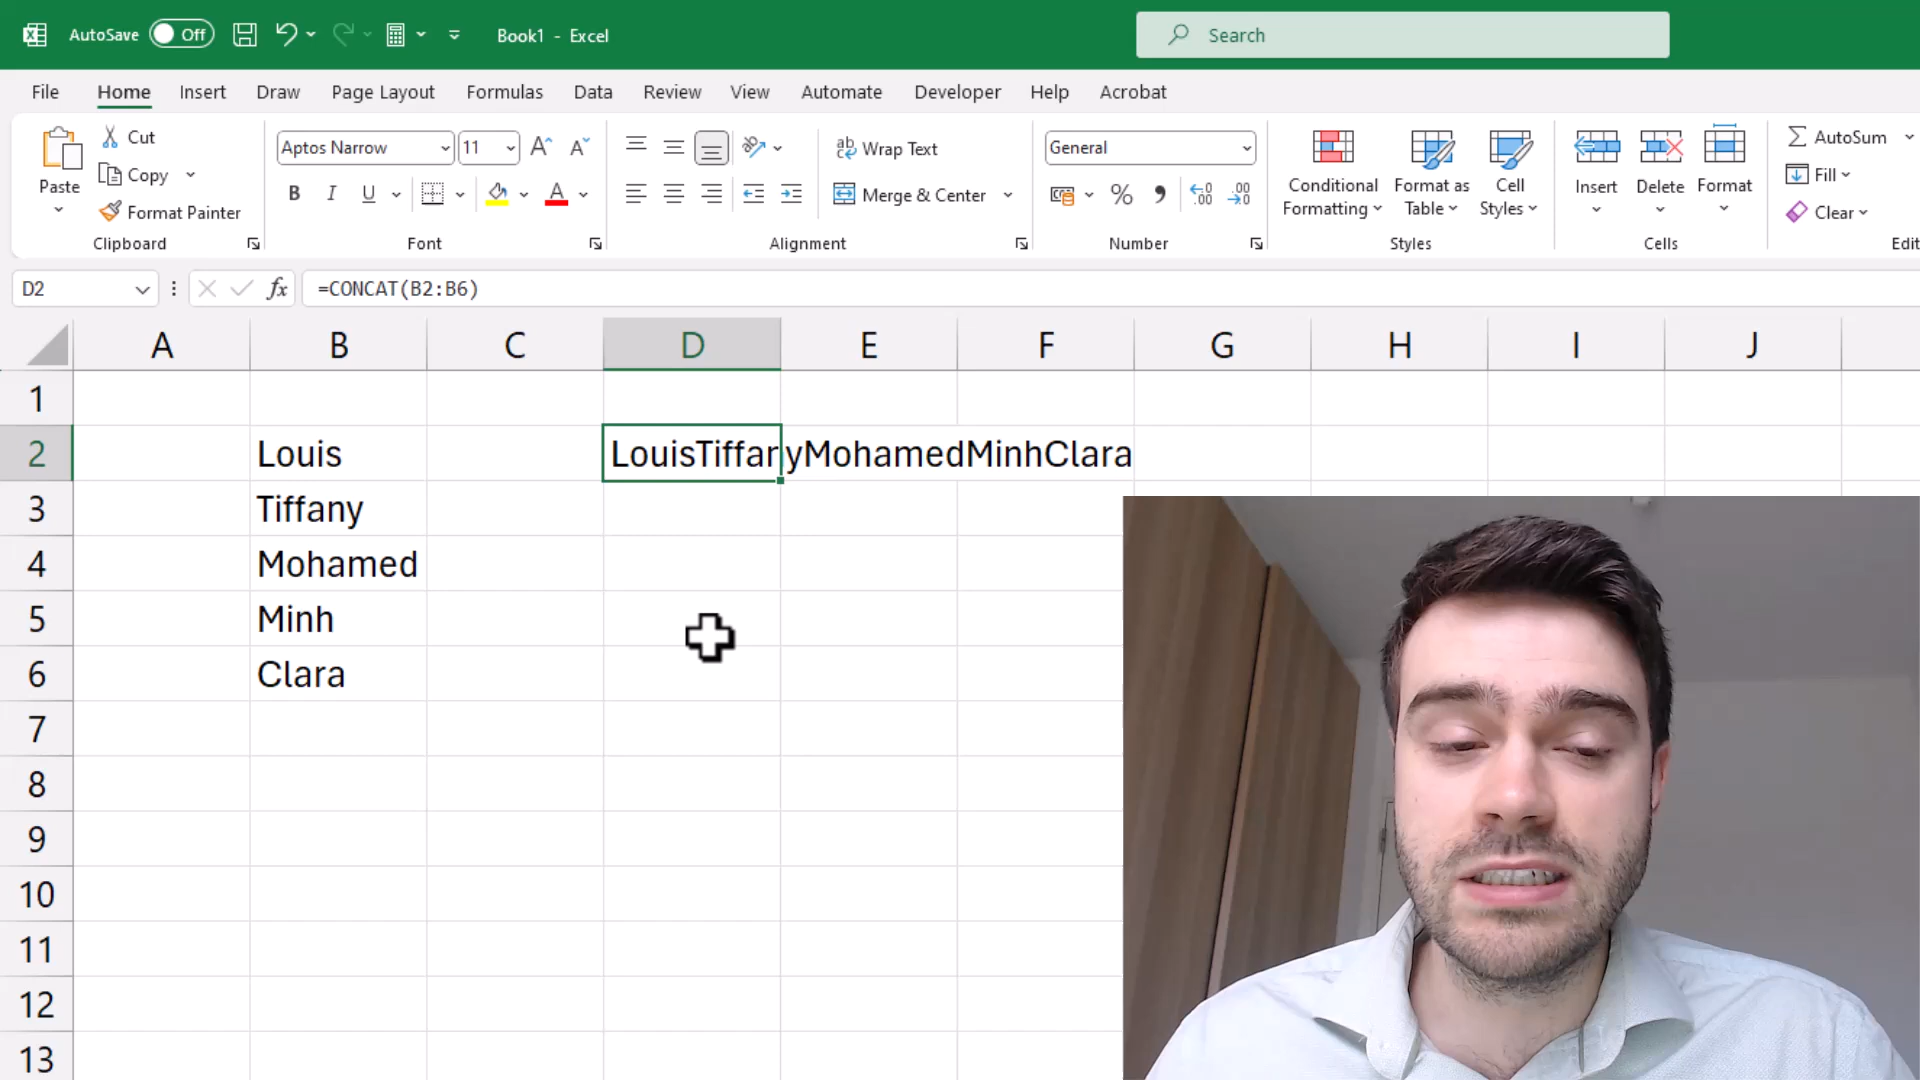 AutoSave Off Book1 - Excel Search
File Home Insert Draw Page Layout Formulas Data Review View Automate Developer Help Acrobat
Paste
Cut
Copy
Format Painter
Clipboard
Aptos Narrow 11
B I U
Font
Wrap Text
Merge & Center
Alignment
General
Number
Conditional Formatting
Format as Table
Cell Styles
Styles
Insert
Delete
Format
Cells
AutoSum
Fill
Clear
Edit
D2 fx =CONCAT(B2:B6)
A B C D E F G H I J
1
2 Louis LouisTiffanyMohamedMinhClara
3 Tiffany
4 Mohamed
5 Minh
6 Clara
7
8
9
10
11
12
13